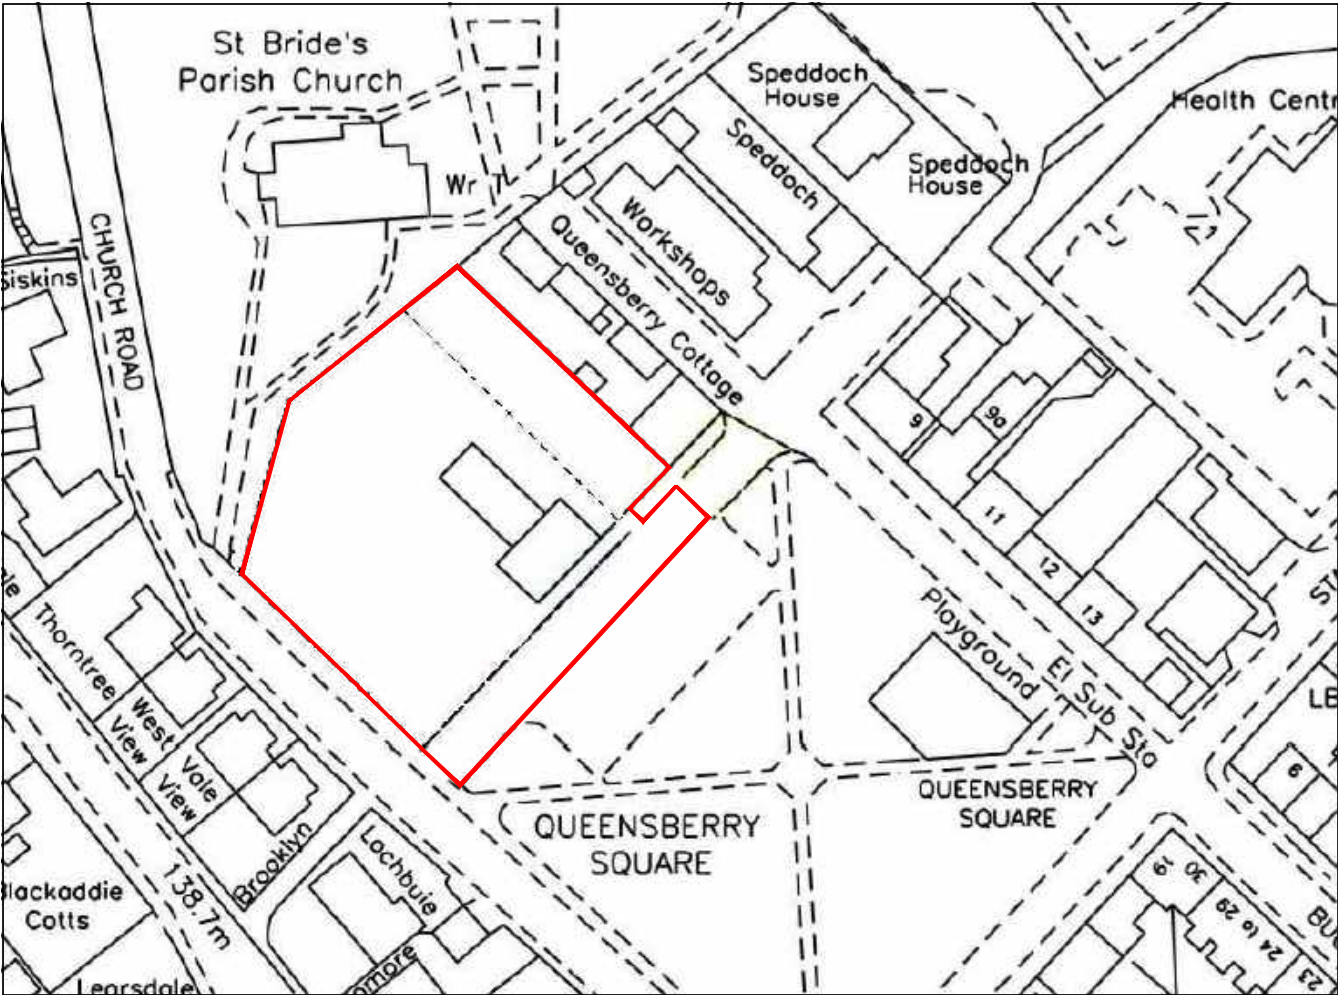 St Bride's
Parish Church
Speddoch
House
Health Centr
Speddoch
Speddoch
House
Wr T
Workshops
Queensberry Cottage
CHURCH ROAD
Siskins
9
9a
11
12
13
Playground
El Sub Sta
Thorntree
West
View
Vale
View
Brooklyn
Lochbuie
138.7m
QUEENSBERRY
SQUARE
QUEENSBERRY
SQUARE
LB
6
19
30
24 to 29
23
Blackaddie
Cotts
Learsdale